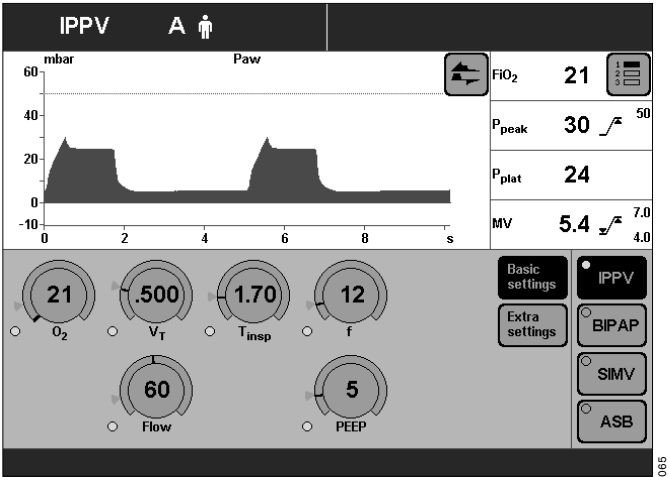 IPPV A
mbar Paw
60
40
20
0
-10
0 2 4 6 8 s
1
2
3
FiO2 21
Ppeak 30 50
Pplat 24
MV 5.4 7.0
4.0
21 .500 1.70 12
O2 VT Tinsp f
60 5
Flow PEEP
Basic
settings
Extra
settings
IPPV
BIPAP
SIMV
ASB
065